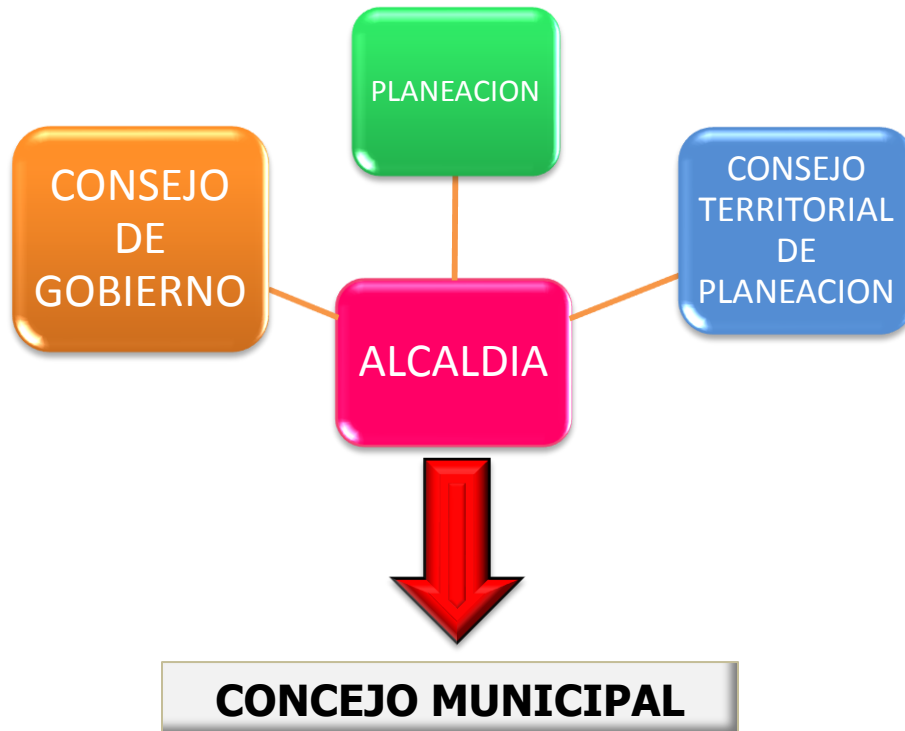 PLANEACION
CONSEJO
DE
GOBIERNO
CONSEJO
TERRITORIAL
DE
PLANEACION
ALCALDIA
CONCEJO MUNICIPAL